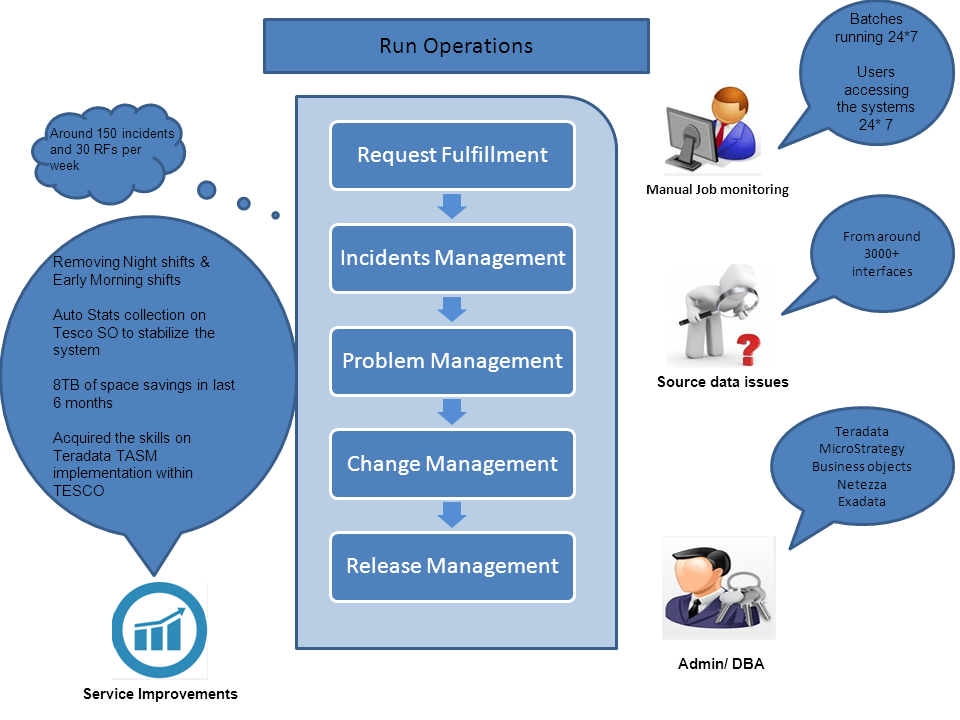 Run Operations
Around 150 incidents
and 30 RFs per
week
Removing Night shifts &
Early Morning shifts
Auto Stats collection on
Tesco SO to stabilize the
system
8TB of space savings in last
6 months
Acquired the skills on
Teradata TASM
implementation within
TESCO
Service Improvements
Request Fulfillment
Incidents Management
Problem Management
Change Management
Release Management
Batches
running 24*7
Users
accessing
the systems
24* 7
Manual Job monitoring
From around
3000+
interfaces
Source data issues
Teradata
MicroStrategy
Business objects
Netezza
Exadata
Admin/ DBA